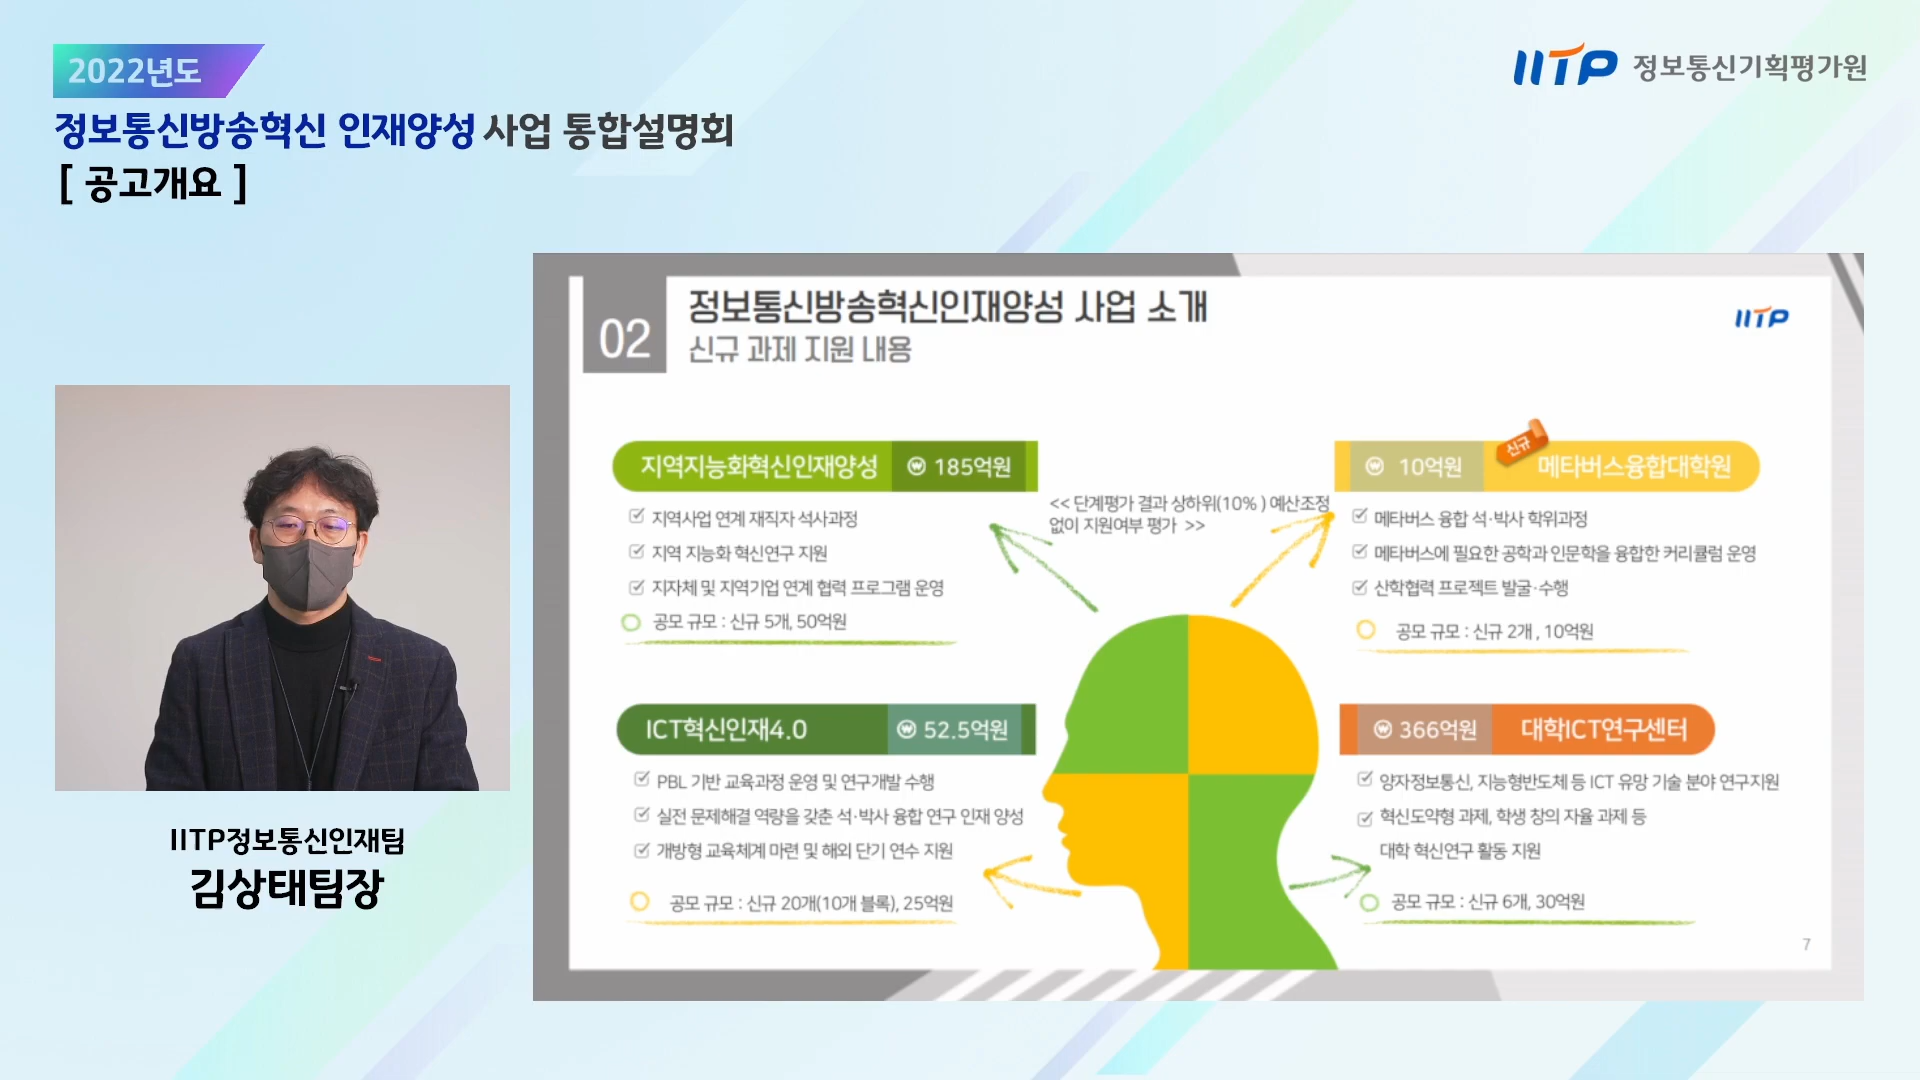 2022년도
정보통신방송혁신 인재양성 사업 통합설명회
[ 공고개요 ]
IITP 정보통신기획평가원
02
정보통신방송혁신인재양성 사업 소개
신규 과제 지원 내용
IITP
지역지능화혁신인재양성 ₩ 185억원
지역사업 연계 재직자 석사과정
지역 지능화 혁신연구 지원
지자체 및 지역기업 연계 협력 프로그램 운영
공모 규모 : 신규 5개, 50억원
<< 단계평가 결과 상하위(10% ) 예산조정
없이 지원여부 평가 >>
₩ 10억원 신규 메타버스융합대학원
메타버스 융합 석·박사 학위과정
메타버스에 필요한 공학과 인문학을 융합한 커리큘럼 운영
산학협력 프로젝트 발굴·수행
공모 규모 : 신규 2개 , 10억원
ICT혁신인재4.0 ₩ 52.5억원
PBL 기반 교육과정 운영 및 연구개발 수행
실전 문제해결 역량을 갖춘 석·박사 융합 연구 인재 양성
개방형 교육체계 마련 및 해외 단기 연수 지원
공모 규모 : 신규 20개(10개 블록), 25억원
₩ 366억원 대학ICT연구센터
양자정보통신, 지능형반도체 등 ICT 유망 기술 분야 연구지원
혁신도약형 과제, 학생 창의 자율 과제 등
대학 혁신연구 활동 지원
공모 규모 : 신규 6개, 30억원
7
IITP정보통신인재팀
김상태팀장